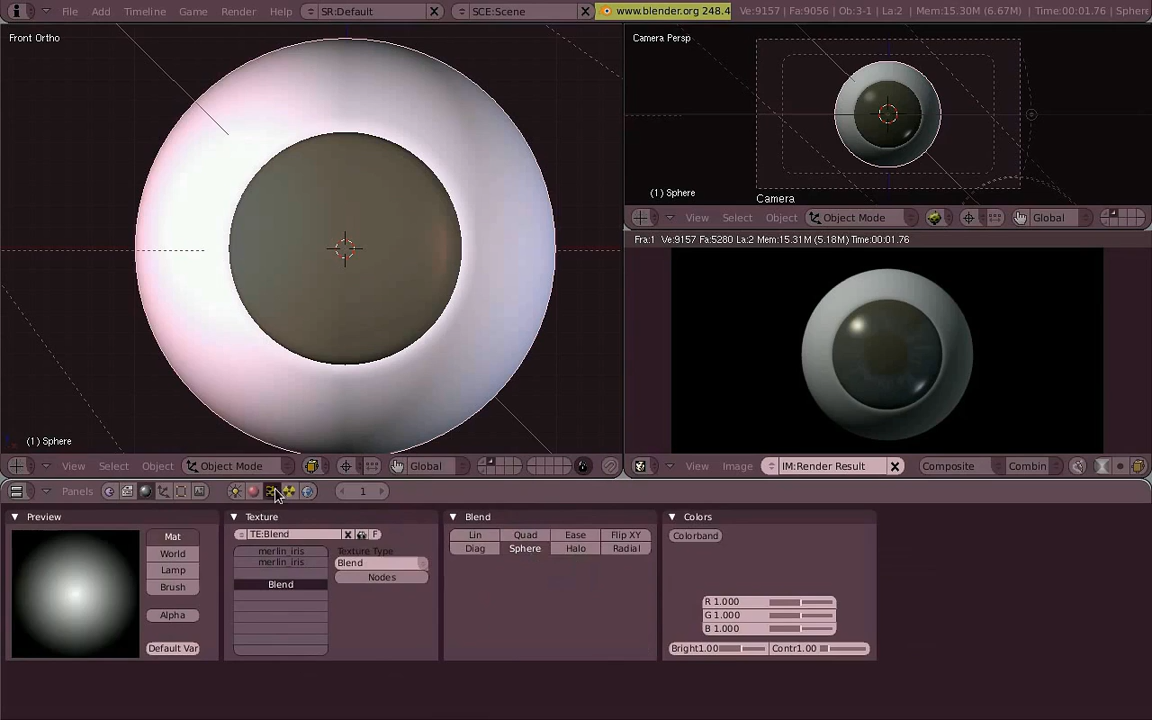 File Add Timeline Game Render Help SR:Default SCE:Scene www.blender.org 248.4 Ve:9157 Fa:9056 Ob:3-1 La:2 Mem:15.30M (6.67M) Time:00:01.76 Sphere
Front Ortho
(1) Sphere
View Select Object Object Mode Global
Camera Persp
(1) Sphere
Camera
View Select Object Object Mode Global
Fra:1 Ve:9157 Fa:5280 La:2 Mem:15.31M (5.18M) Time:00:01.76
View Image IM:Render Result Composite Combin
Panels 1
Preview
Mat
World
Lamp
Brush
Alpha
Default Var
Texture
TE:Blend F
merlin_iris
merlin_iris
Blend
Texture Type
Blend
Nodes
Blend
Lin Quad Ease Flip XY
Diag Sphere Halo Radial
Colors
Colorband
R 1.000
G 1.000
B 1.000
Bright1.00 Contr1.00